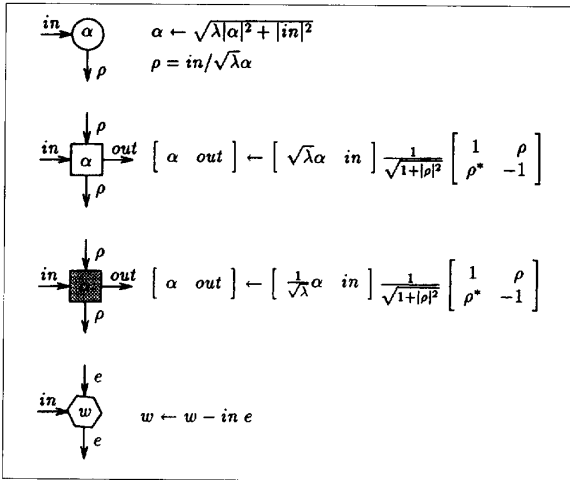 in α α ← √(λ|α|² + |in|²)
ρ ρ = in/√λα
ρ
in α out [ α out ] ← [ √λα in ] 1/√(1+|ρ|²) [ 1 ρ ; ρ* −1 ]
ρ
ρ
in out [ α out ] ← [ 1/√λ α in ] 1/√(1+|ρ|²) [ 1 ρ ; ρ* −1 ]
ρ
e
in w w ← w − in e
e